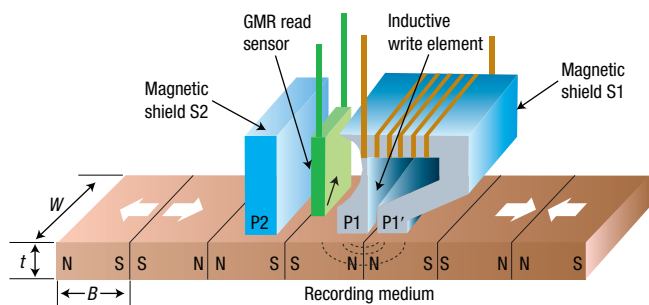 GMR read
sensor
Inductive
write element
Magnetic
shield S2
Magnetic
shield S1
W
P2
P1
P1′
t
N S S N N S S N N S S N N S
B
Recording medium